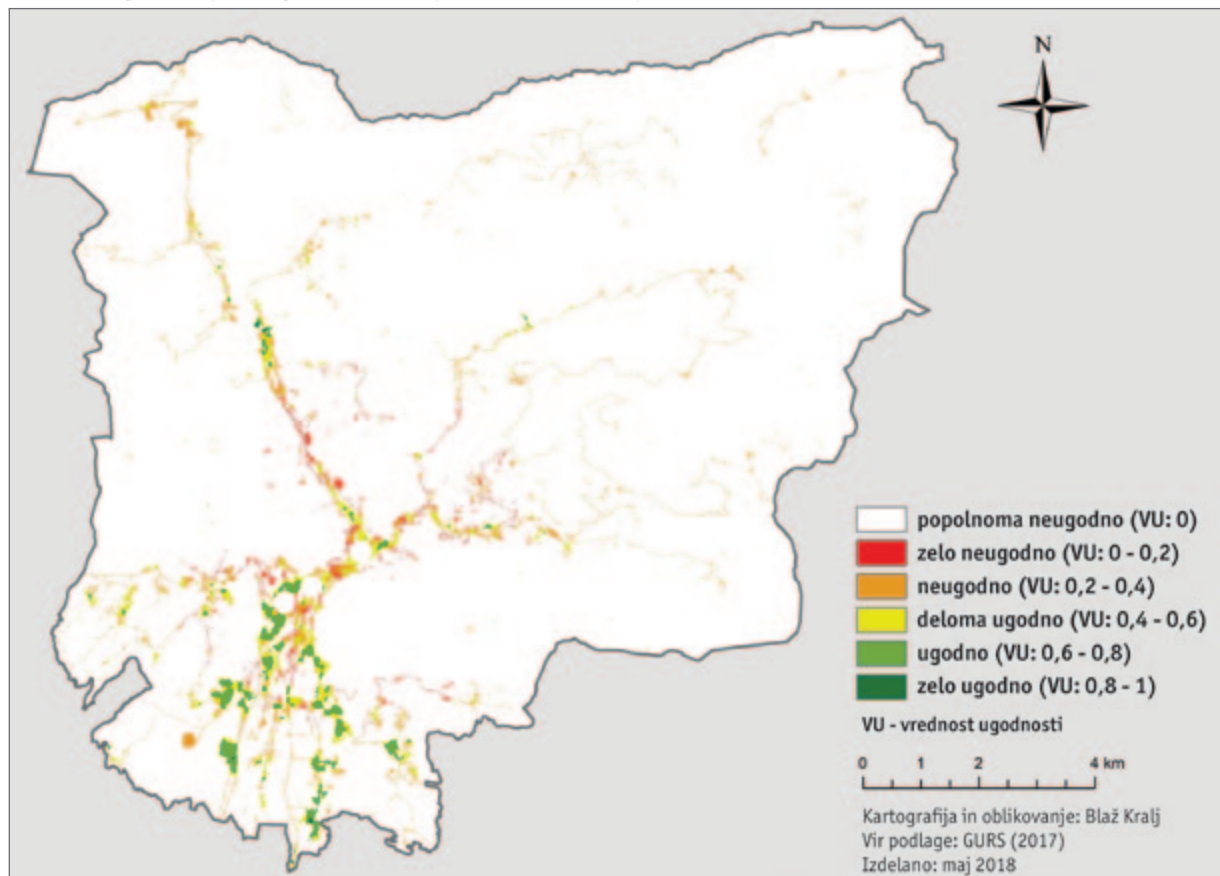 N
popolnoma neugodno (VU: 0)
zelo neugodno (VU: 0 - 0,2)
neugodno (VU: 0,2 - 0,4)
deloma ugodno (VU: 0,4 - 0,6)
ugodno (VU: 0,6 - 0,8)
zelo ugodno (VU: 0,8 - 1)
VU - vrednost ugodnosti
0 1 2 4 km
Kartografija in oblikovanje: Blaž Kralj
Vir podlage: GURS (2017)
Izdelano: maj 2018